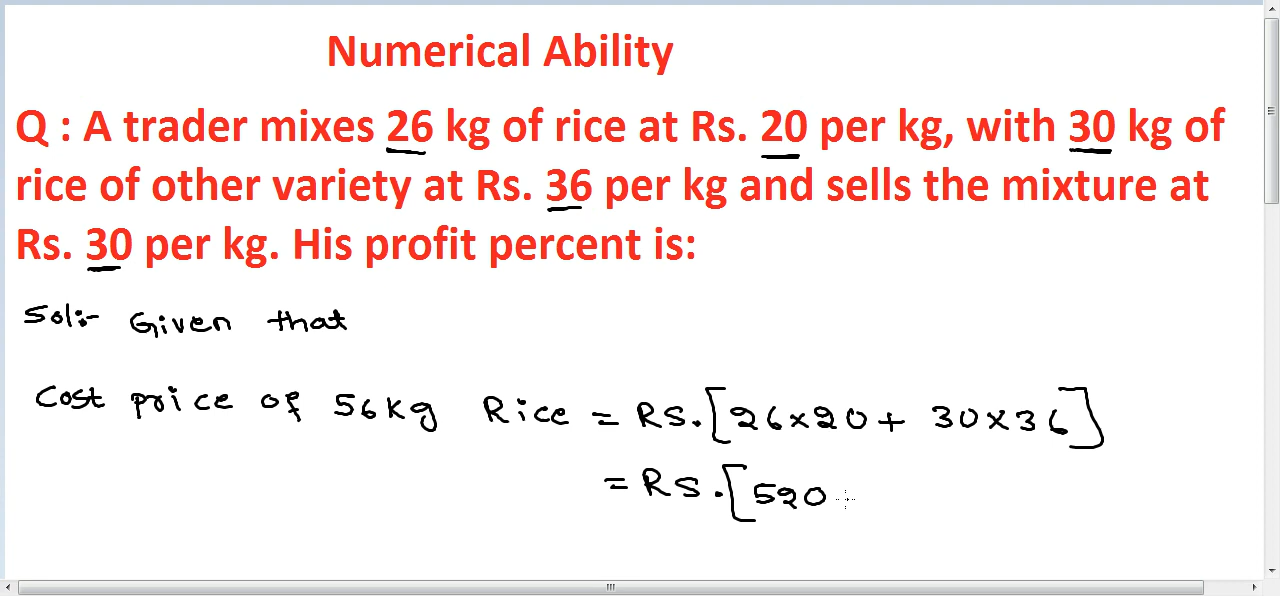 Numerical Ability
Q : A trader mixes 26 kg of rice at Rs. 20 per kg, with 30 kg of
rice of other variety at Rs. 36 per kg and sells the mixture at
Rs. 30 per kg. His profit percent is:
Sol:- Given that
Cost price of 56kg Rice = RS.[26x20+ 30x36]
= RS.[520